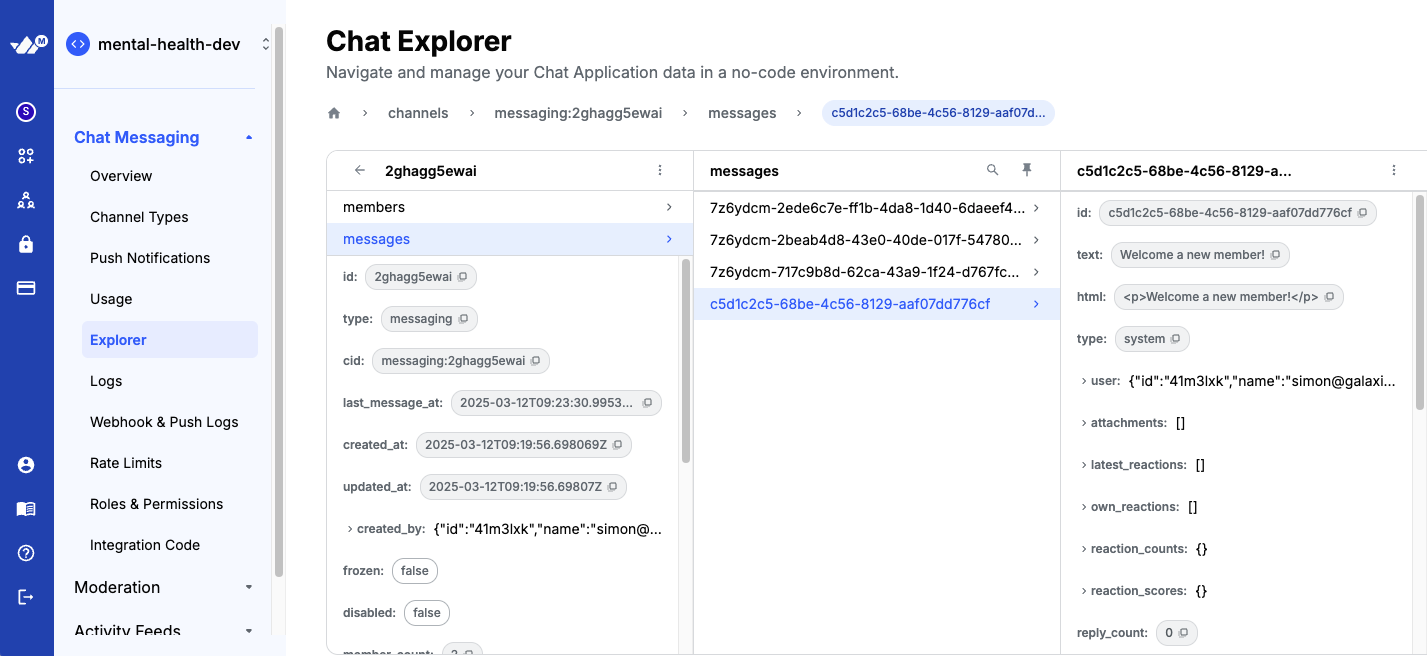 M
mental-health-dev
S
Chat Messaging
Overview
Channel Types
Push Notifications
Usage
Explorer
Logs
Webhook & Push Logs
Rate Limits
Roles & Permissions
Integration Code
Moderation
Activity Feeds
Chat Explorer
Navigate and manage your Chat Application data in a no-code environment.
channels messaging:2ghagg5ewai messages c5d1c2c5-68be-4c56-8129-aaf07d...
2ghagg5ewai
members
messages
id: 2ghagg5ewai
type: messaging
cid: messaging:2ghagg5ewai
last_message_at: 2025-03-12T09:23:30.9953...
created_at: 2025-03-12T09:19:56.698069Z
updated_at: 2025-03-12T09:19:56.69807Z
created_by: {"id":"41m3lxk","name":"simon@...
frozen: false
disabled: false
member_count: 2
messages
7z6ydcm-2ede6c7e-ff1b-4da8-1d40-6daeef4...
7z6ydcm-2beab4d8-43e0-40de-017f-54780...
7z6ydcm-717c9b8d-62ca-43a9-1f24-d767fc...
c5d1c2c5-68be-4c56-8129-aaf07dd776cf
c5d1c2c5-68be-4c56-8129-a...
id: c5d1c2c5-68be-4c56-8129-aaf07dd776cf
text: Welcome a new member!
html: <p>Welcome a new member!</p>
type: system
user: {"id":"41m3lxk","name":"simon@galaxi...
attachments: []
latest_reactions: []
own_reactions: []
reaction_counts: {}
reaction_scores: {}
reply_count: 0